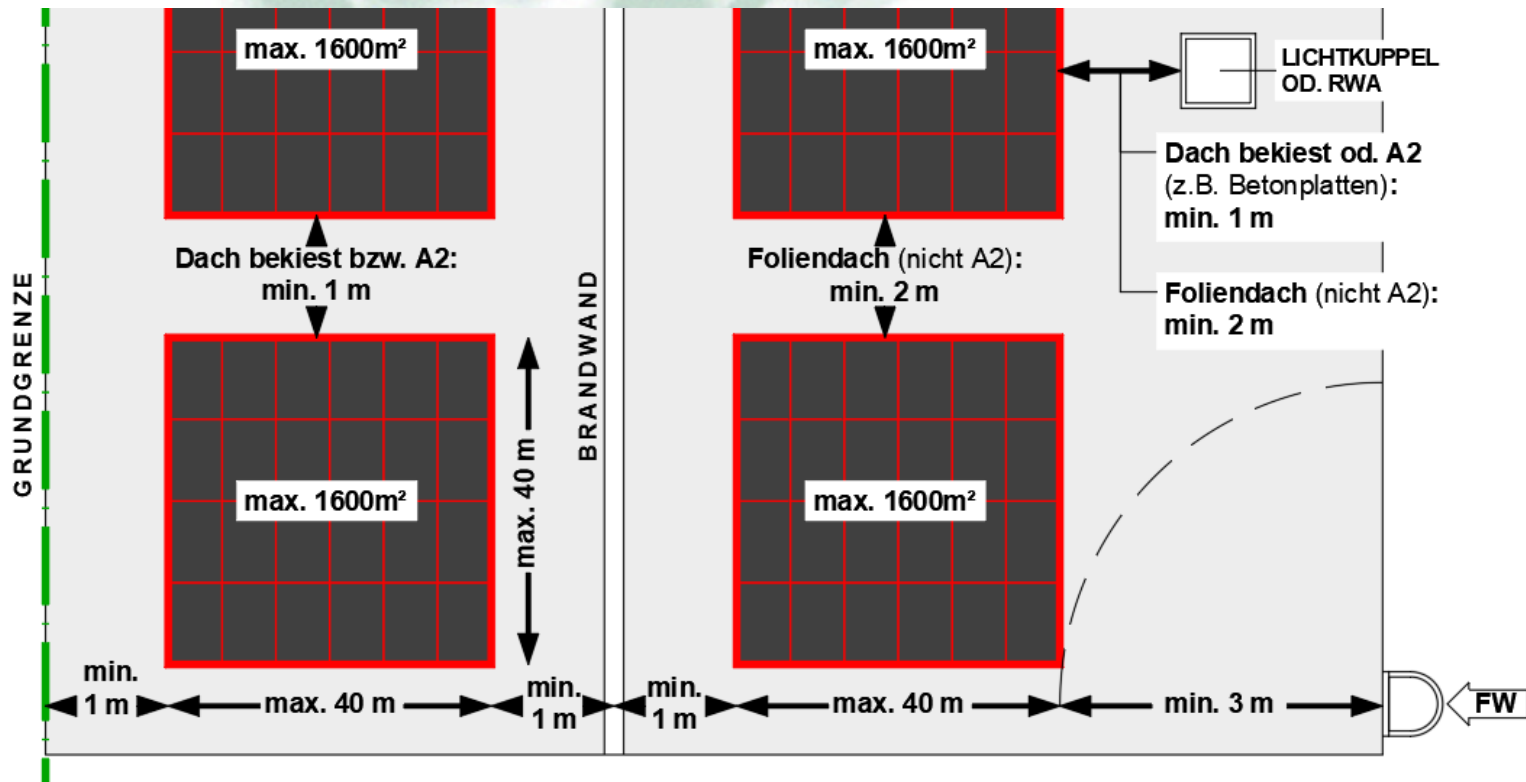 max. 1600m²
max. 1600m²
LICHTKUPPEL
OD. RWA
Dach bekiest od. A2
(z.B. Betonplatten):
min. 1 m
Foliendach (nicht A2):
min. 2 m
Dach bekiest bzw. A2:
min. 1 m
Foliendach (nicht A2):
min. 2 m
GRUNDGRENZE
BRANDWAND
max. 40 m
max. 1600m²
max. 1600m²
min.
1 m
max. 40 m
min.
1 m
min.
1 m
max. 40 m
min. 3 m
FW